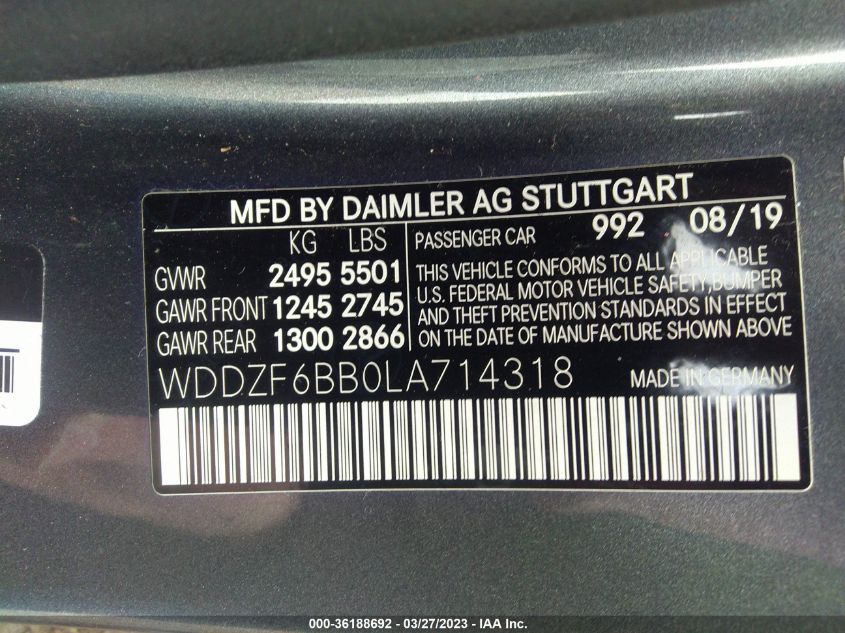 MFD BY DAIMLER AG STUTTGART
KG LBS
GVWR 2495 5501
GAWR FRONT 1245 2745
GAWR REAR 1300 2866
PASSENGER CAR 992 08/19
THIS VEHICLE CONFORMS TO ALL APPLICABLE
U.S. FEDERAL MOTOR VEHICLE SAFETY, BUMPER
AND THEFT PREVENTION STANDARDS IN EFFECT
ON THE DATE OF MANUFACTURE SHOWN ABOVE
WDDZF6BB0LA714318 MADE IN GERMANY
000-36188692 - 03/27/2023 - IAA Inc.